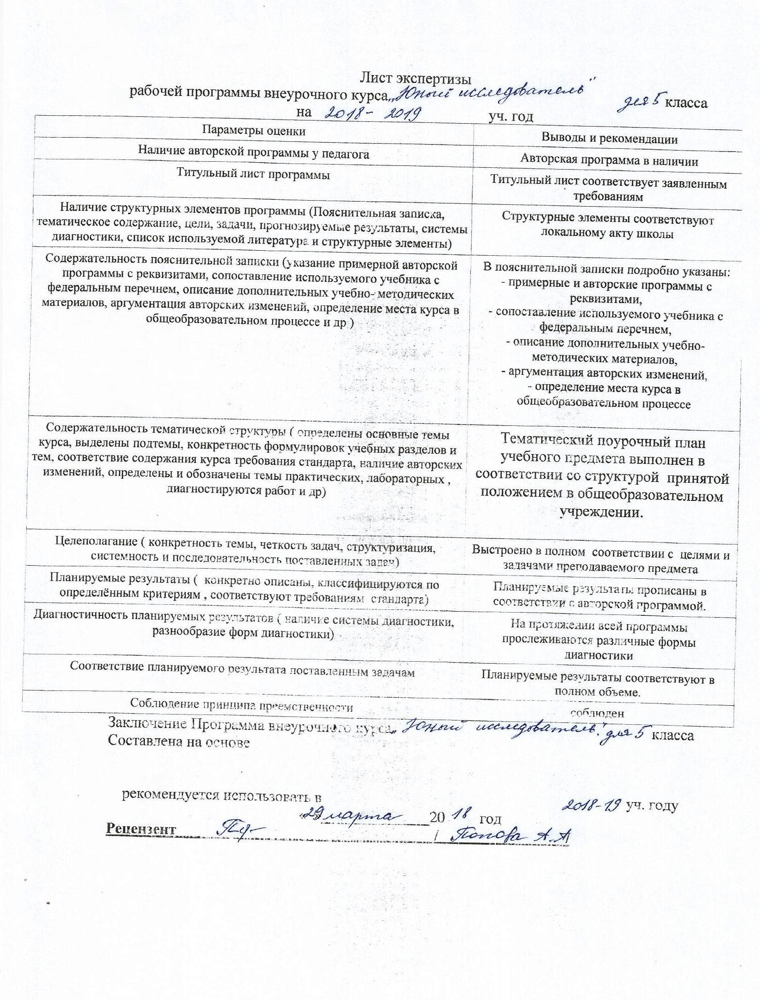 Лист экспертизы
рабочей программы внеурочного курса „Юный исследователь" для 5 класса
на 2018- 2019 уч. год
Параметры оценки
Выводы и рекомендации
Наличие авторской программы у педагога
Авторская программа в наличии
Титульный лист программы
Титульный лист соответствует заявленным
требованиям
Наличие структурных элементов программы (Пояснительная записка,
тематическое содержание, цели, задачи, прогнозируемые результаты, системы
диагностики, список используемой литература и структурные элементы)
Структурные элементы соответствуют
локальному акту школы
Содержательность пояснительной записки (указание примерной авторской
программы с реквизитами, сопоставление используемого учебника с
федеральным перечнем, описание дополнительных учебно- методических
материалов, аргументация авторских изменений, определение места курса в
общеобразовательном процессе и др )
В пояснительной записки подробно указаны:
- примерные и авторские программы с
реквизитами,
- сопоставление используемого учебника с
федеральным перечнем,
- описание дополнительных учебно-
методических материалов,
- аргументация авторских изменений,
- определение места курса в
общеобразовательном процессе
Содержательность тематической структуры ( определены основные темы
курса, выделены подтемы, конкретность формулировок учебных разделов и
тем, соответствие содержания курса требования стандарта, наличие авторских
изменений, определены и обозначены темы практических, лабораторных ,
диагностируются работ и др)
Тематический поурочный план
учебного предмета выполнен в
соответствии со структурой принятой
положением в общеобразовательном
учреждении.
Целеполагание ( конкретность темы, четкость задач, структуризация,
системность и последовательность поставленных задач)
Выстроено в полном соответствии с целями и
задачами преподаваемого предмета
Планируемые результаты ( конкретно описаны, классифицируются по
определённым критериям , соответствуют требованиям стандарта)
Планируемые результаты прописаны в
соответствии с авторской программой.
Диагностичность планируемых результатов ( наличие системы диагностики,
разнообразие форм диагностики)
На протяжении всей программы
прослеживаются различные формы
диагностики
Соответствие планируемого результата поставленным задачам
Планируемые результаты соответствуют в
полном объеме.
Соблюдение принципа преемственности
соблюден
Заключение Программа внеурочного курса „Юный исследователь." для 5 класса
Составлена на основе
рекомендуется использовать в 2018-19 уч. году
«29» марта 2018 год
Рецензент / Попова А.А/